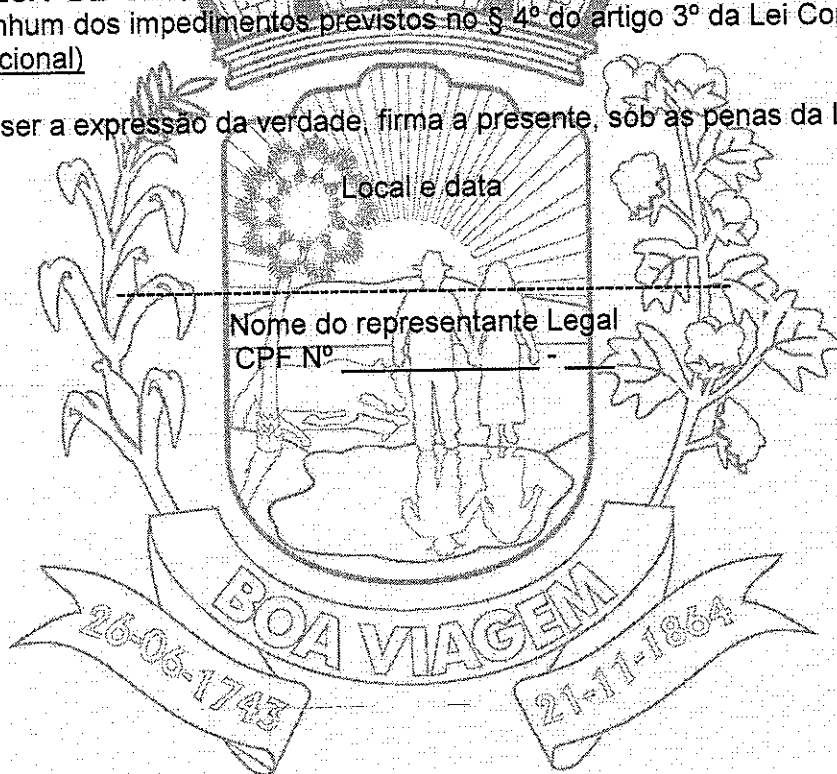 nhum dos impedimentos previstos no § 4º do artigo 3º da Lei Co
cional)
ser a expressão da verdade, firma a presente, sob as penas da l
Local e data
Nome do representante Legal
CPF Nº ____________ - ___
BOA VIAGEM
26-06-1743
21-11-1864